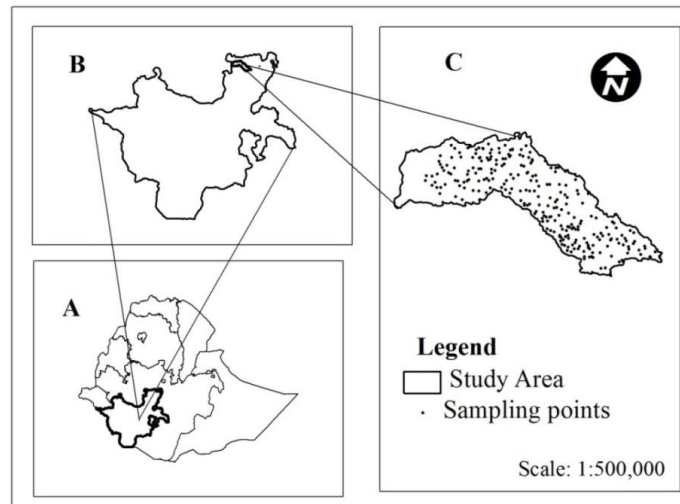 B
C
N
A
Legend
Study Area
Sampling points
Scale: 1:500,000